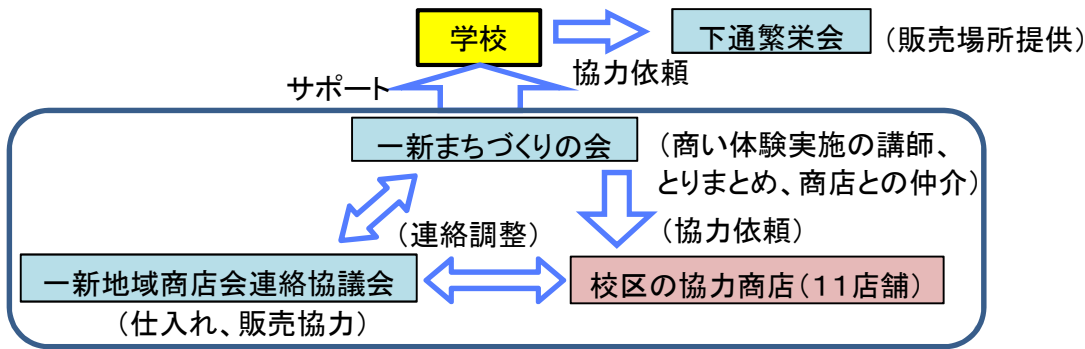 学校
下通繁栄会
(販売場所提供)
サポート
協力依頼
一新まちづくりの会
(商い体験実施の講師、
とりまとめ、商店との仲介)
(連絡調整)
(協力依頼)
一新地域商店会連絡協議会
校区の協力商店(11店舗)
(仕入れ、販売協力)